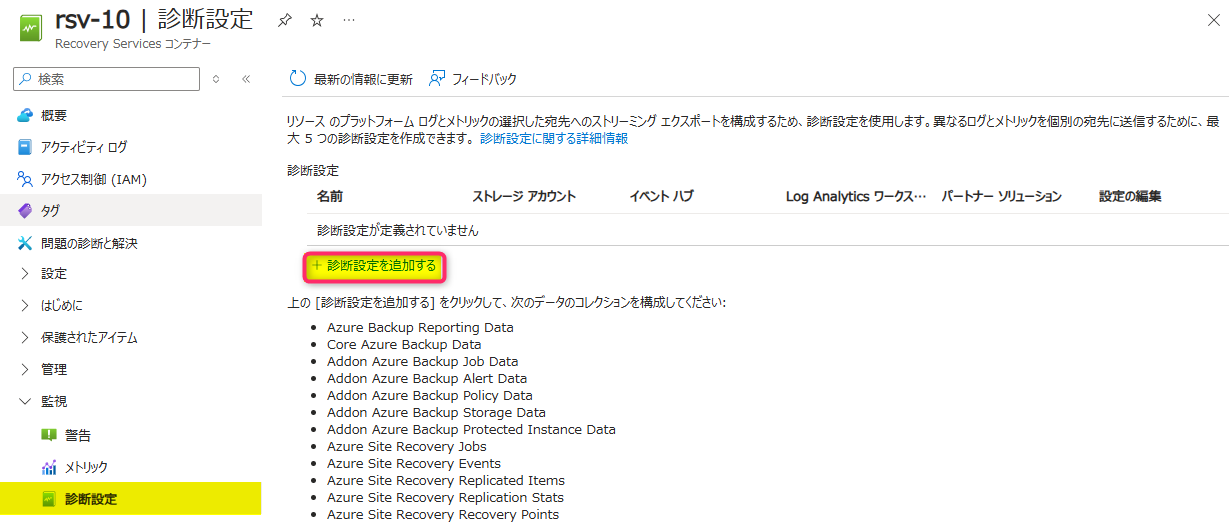 rsv-10 | 診断設定
Recovery Services コンテナー
検索
概要
アクティビティ ログ
アクセス制御 (IAM)
タグ
問題の診断と解決
設定
はじめに
保護されたアイテム
管理
監視
警告
メトリック
診断設定
最新の情報に更新 フィードバック
リソース のプラットフォーム ログとメトリックの選択した宛先へのストリーミング エクスポートを構成するため、診断設定を使用します。異なるログとメトリックを個別の宛先に送信するために、最
大 5 つの診断設定を作成できます。 診断設定に関する詳細情報
診断設定
名前 ストレージ アカウント イベント ハブ Log Analytics ワークス… パートナー ソリューション 設定の編集
診断設定が定義されていません
+ 診断設定を追加する
上の [診断設定を追加する] をクリックして、次のデータのコレクションを構成してください:
• Azure Backup Reporting Data
• Core Azure Backup Data
• Addon Azure Backup Job Data
• Addon Azure Backup Alert Data
• Addon Azure Backup Policy Data
• Addon Azure Backup Storage Data
• Addon Azure Backup Protected Instance Data
• Azure Site Recovery Jobs
• Azure Site Recovery Events
• Azure Site Recovery Replicated Items
• Azure Site Recovery Replication Stats
• Azure Site Recovery Recovery Points